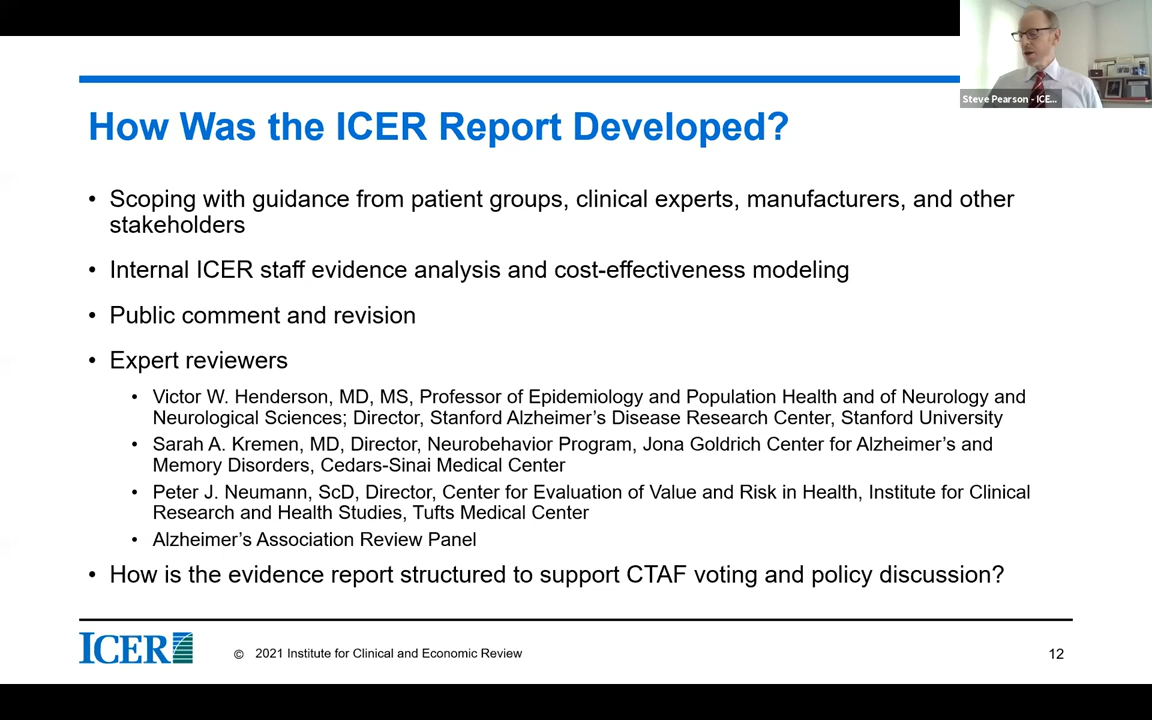 Steve Pearson - ICE...
How Was the ICER Report Developed?
• Scoping with guidance from patient groups, clinical experts, manufacturers, and other
stakeholders
• Internal ICER staff evidence analysis and cost-effectiveness modeling
• Public comment and revision
• Expert reviewers
• Victor W. Henderson, MD, MS, Professor of Epidemiology and Population Health and of Neurology and
Neurological Sciences; Director, Stanford Alzheimer’s Disease Research Center, Stanford University
• Sarah A. Kremen, MD, Director, Neurobehavior Program, Jona Goldrich Center for Alzheimer’s and
Memory Disorders, Cedars-Sinai Medical Center
• Peter J. Neumann, ScD, Director, Center for Evaluation of Value and Risk in Health, Institute for Clinical
Research and Health Studies, Tufts Medical Center
• Alzheimer’s Association Review Panel
• How is the evidence report structured to support CTAF voting and policy discussion?
ICER
© 2021 Institute for Clinical and Economic Review
12